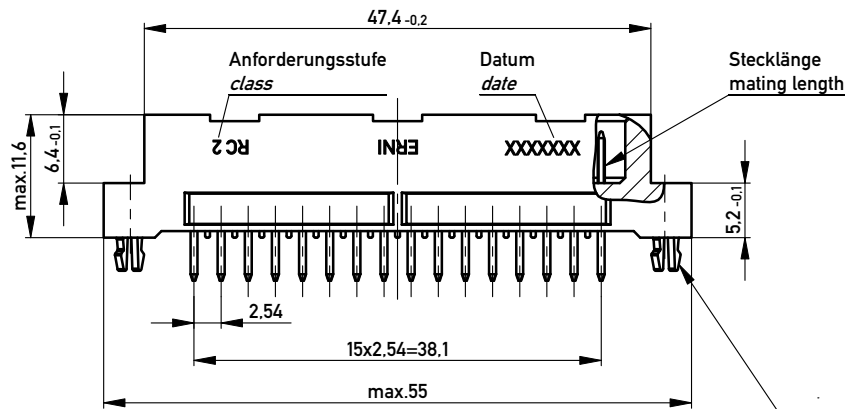 47,4 -0,2
Anforderungsstufe
class
Datum
date
Stecklänge
mating length
max.11,6
6,4 -0,1
RC 2
ERNI
XXXXXXX
5,2 -0,1
2,54
15x2,54=38,1
max.55